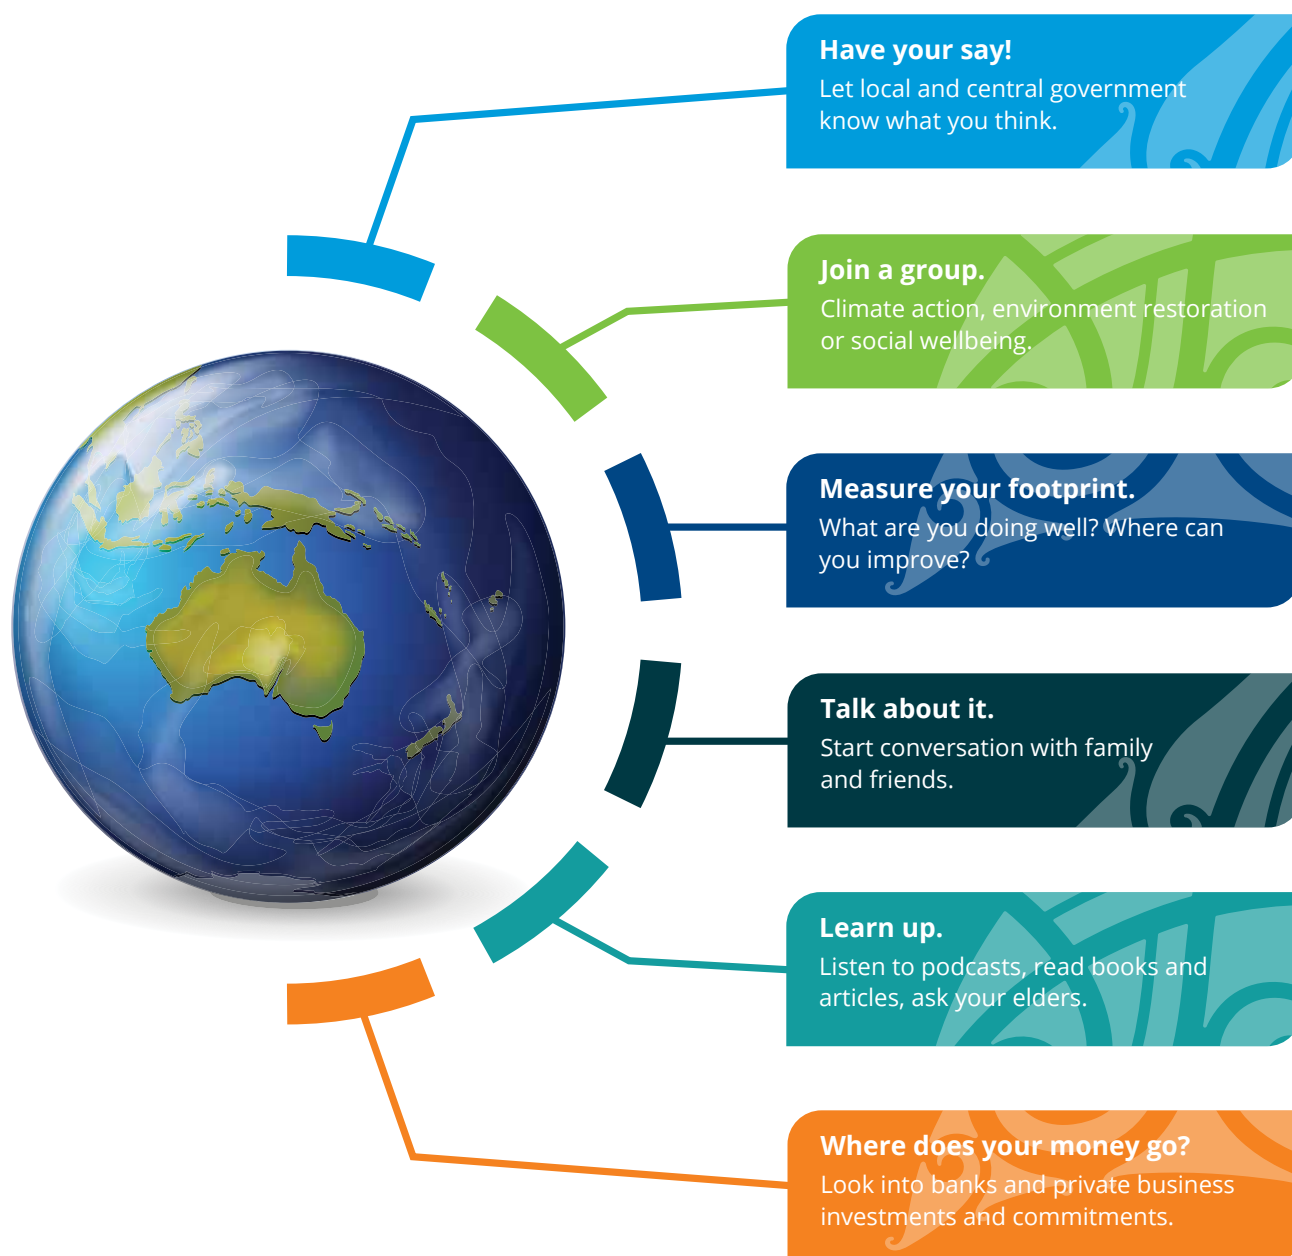 Have your say!
Let local and central government
know what you think.
Join a group.
Climate action, environment restoration
or social wellbeing.
Measure your footprint.
What are you doing well? Where can
you improve?
Talk about it.
Start conversation with family
and friends.
Learn up.
Listen to podcasts, read books and
articles, ask your elders.
Where does your money go?
Look into banks and private business
investments and commitments.